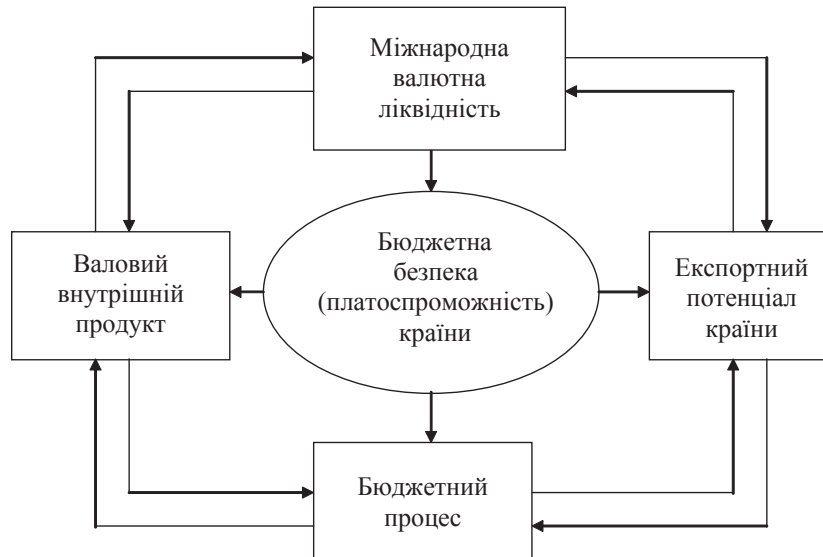 Міжнародна
валютна
ліквідність
Валовий
внутрішній
продукт
Бюджетна
безпека
(платоспроможність)
країни
Експортний
потенціал
країни
Бюджетний
процес